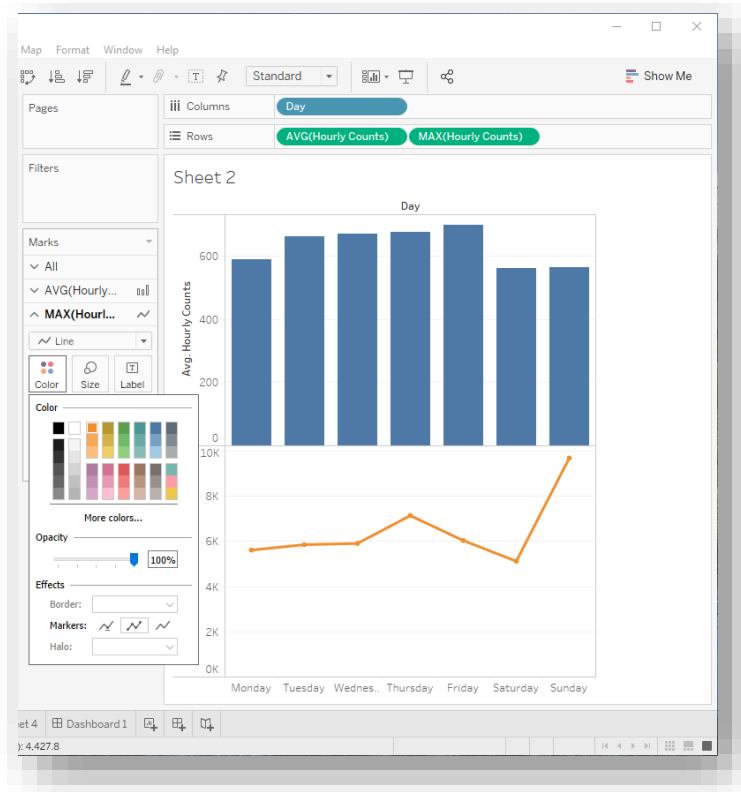 Map Format Window Help
Standard
Show Me
Pages
Columns
Day
Rows
AVG(Hourly Counts)
MAX(Hourly Counts)
Filters
Sheet 2
Day
Marks
All
AVG(Hourly...
MAX(Hourl...
Line
Color
Size
T
Label
Color
More colors...
Opacity
100%
Effects
Border:
Markers:
Halo:
Avg. Hourly Counts
600
400
200
0
10K
8K
6K
4K
2K
0K
Monday Tuesday Wednes.. Thursday Friday Saturday Sunday
eet 4
Dashboard 1
): 4,427.8